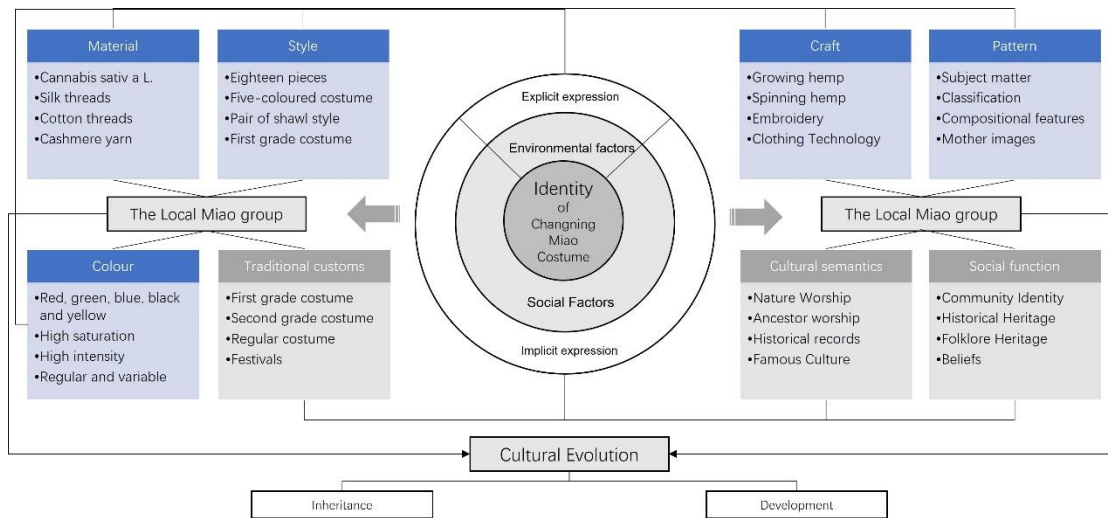 Material
•Cannabis sativ a L.
•Silk threads
•Cotton threads
•Cashmere yarn
Style
•Eighteen pieces
•Five-coloured costume
•Pair of shawl style
•First grade costume
The Local Miao group
Colour
•Red, green, blue, black
and yellow
•High saturation
•High intensity
•Regular and variable
Traditional customs
•First grade costume
•Second grade costume
•Regular costume
•Festivals
Explicit expression
Environmental factors
Identity
of
Changning
Miao
Costume
Social Factors
Implicit expression
Craft
•Growing hemp
•Spinning hemp
•Embroidery
•Clothing Technology
Pattern
•Subject matter
•Classification
•Compositional features
•Mother images
The Local Miao group
Cultural semantics
•Nature Worship
•Ancestor worship
•Historical records
•Famous Culture
Social function
•Community Identity
•Historical Heritage
•Folklore Heritage
•Beliefs
Cultural Evolution
Inheritance
Development